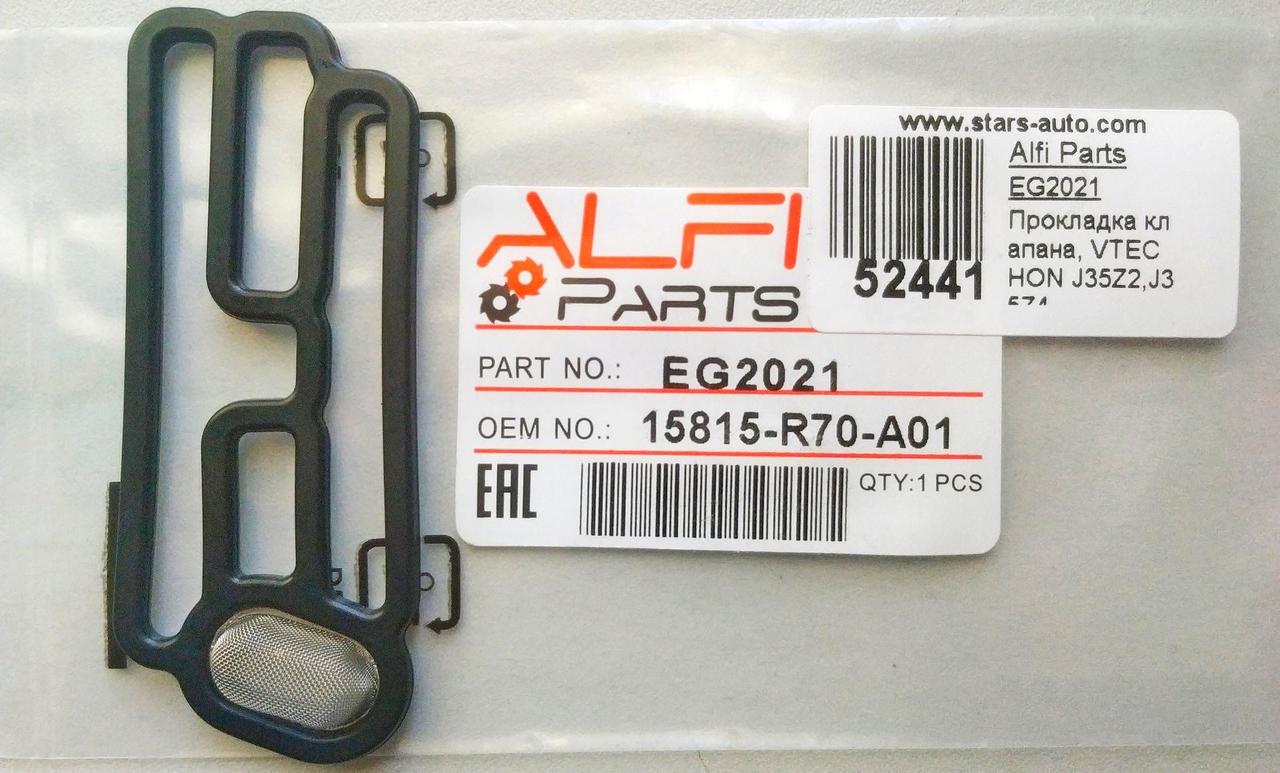 www.stars-auto.com
Alfi Parts
EG2021
Прокладка кл
апана, VTEC
HON J35Z2,J3
52441
ALFI
PARTS
PART NO.: EG2021
OEM NO.: 15815-R70-A01
EAC
QTY:1 PCS